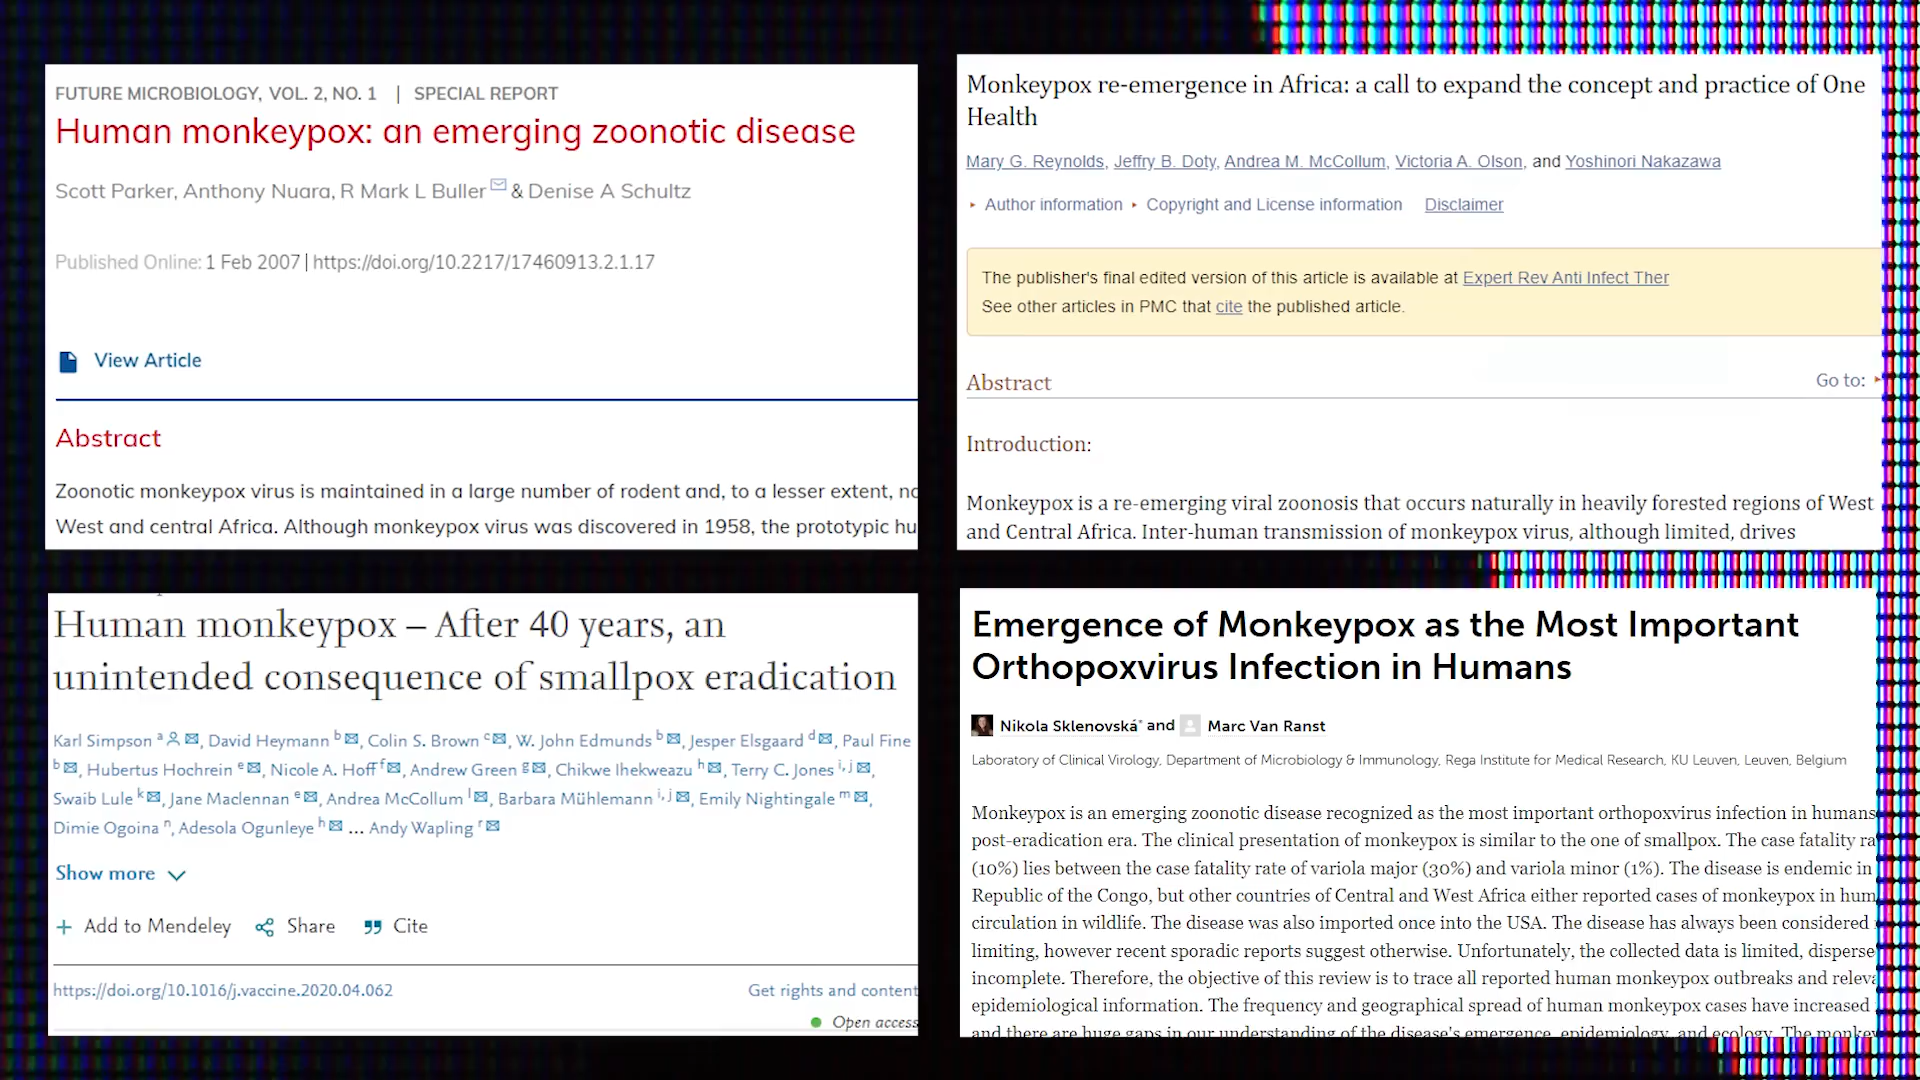 FUTURE MICROBIOLOGY, VOL. 2, NO. 1 | SPECIAL REPORT
Human monkeypox: an emerging zoonotic disease
Scott Parker, Anthony Nuara, R Mark L Buller & Denise A Schultz
Published Online: 1 Feb 2007 | https://doi.org/10.2217/17460913.2.1.17
View Article
Abstract
Zoonotic monkeypox virus is maintained in a large number of rodent and, to a lesser extent,
West and central Africa. Although monkeypox virus was discovered in 1958, the prototypic hu
Monkeypox re-emergence in Africa: a call to expand the concept and practice of One
Health
Mary G. Reynolds, Jeffry B. Doty, Andrea M. McCollum, Victoria A. Olson, and Yoshinori Nakazawa
Author information Copyright and License information Disclaimer
The publisher's final edited version of this article is available at Expert Rev Anti Infect Ther
See other articles in PMC that cite the published article.
Abstract Go to:
Introduction:
Monkeypox is a re-emerging viral zoonosis that occurs naturally in heavily forested regions of West
and Central Africa. Inter-human transmission of monkeypox virus, although limited, drives
Human monkeypox – After 40 years, an
unintended consequence of smallpox eradication
Karl Simpson a, David Heymann b, Colin S. Brown c, W. John Edmunds b, Jesper Elsgaard d, Paul Fine
b, Hubertus Hochrein e, Nicole A. Hoff f, Andrew Green g, Chikwe Ihekweazu h, Terry C. Jones i, j,
Swaib Lule k, Jane Maclennan e, Andrea McCollum l, Barbara Mühlemann i, j, Emily Nightingale m,
Dimie Ogoina n, Adesola Ogunleye h ... Andy Wapling r
Show more
+ Add to Mendeley Share Cite
https://doi.org/10.1016/j.vaccine.2020.04.062 Get rights and content
Open access
Emergence of Monkeypox as the Most Important
Orthopoxvirus Infection in Humans
Nikola Sklenovská* and Marc Van Ranst
Laboratory of Clinical Virology, Department of Microbiology & Immunology, Rega Institute for Medical Research, KU Leuven, Leuven, Belgium
Monkeypox is an emerging zoonotic disease recognized as the most important orthopoxvirus infection in humans
post-eradication era. The clinical presentation of monkeypox is similar to the one of smallpox. The case fatality ra
(10%) lies between the case fatality rate of variola major (30%) and variola minor (1%). The disease is endemic in
Republic of the Congo, but other countries of Central and West Africa either reported cases of monkeypox in hum
circulation in wildlife. The disease was also imported once into the USA. The disease has always been considered
limiting, however recent sporadic reports suggest otherwise. Unfortunately, the collected data is limited, disperse
incomplete. Therefore, the objective of this review is to trace all reported human monkeypox outbreaks and releva
epidemiological information. The frequency and geographical spread of human monkeypox cases have increased
and there are huge gaps in our understanding of the disease's emergence, epidemiology, and ecology. The monkey